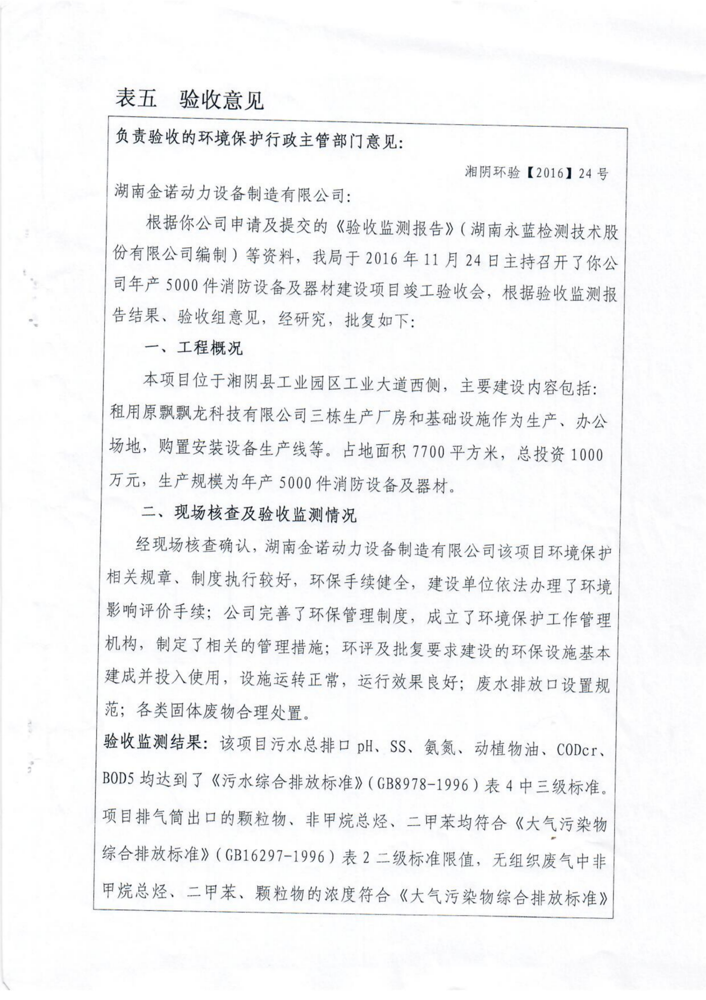 表五 验收意见
负责验收的环境保护行政主管部门意见：
湘阴环验【2016】24 号
湖南金诺动力设备制造有限公司：
根据你公司申请及提交的《验收监测报告》（湖南永蓝检测技术股
份有限公司编制）等资料，我局于 2016 年 11 月 24 日主持召开了你公
司年产 5000 件消防设备及器材建设项目竣工验收会，根据验收监测报
告结果、验收组意见，经研究，批复如下：
一、工程概况
本项目位于湘阴县工业园区工业大道西侧，主要建设内容包括：
租用原飘飘龙科技有限公司三栋生产厂房和基础设施作为生产、办公
场地，购置安装设备生产线等。占地面积 7700 平方米，总投资 1000
万元，生产规模为年产 5000 件消防设备及器材。
二、现场核查及验收监测情况
经现场核查确认，湖南金诺动力设备制造有限公司该项目环境保护
相关规章、制度执行较好，环保手续健全，建设单位依法办理了环境
影响评价手续；公司完善了环保管理制度，成立了环境保护工作管理
机构，制定了相关的管理措施；环评及批复要求建设的环保设施基本
建成并投入使用，设施运转正常，运行效果良好；废水排放口设置规
范；各类固体废物合理处置。
验收监测结果：该项目污水总排口 pH、SS、氨氮、动植物油、CODcr、
BOD5 均达到了《污水综合排放标准》（GB8978-1996）表 4 中三级标准。
项目排气筒出口的颗粒物、非甲烷总烃、二甲苯均符合《大气污染物
综合排放标准》（GB16297-1996）表 2 二级标准限值，无组织废气中非
甲烷总烃、二甲苯、颗粒物的浓度符合《大气污染物综合排放标准》